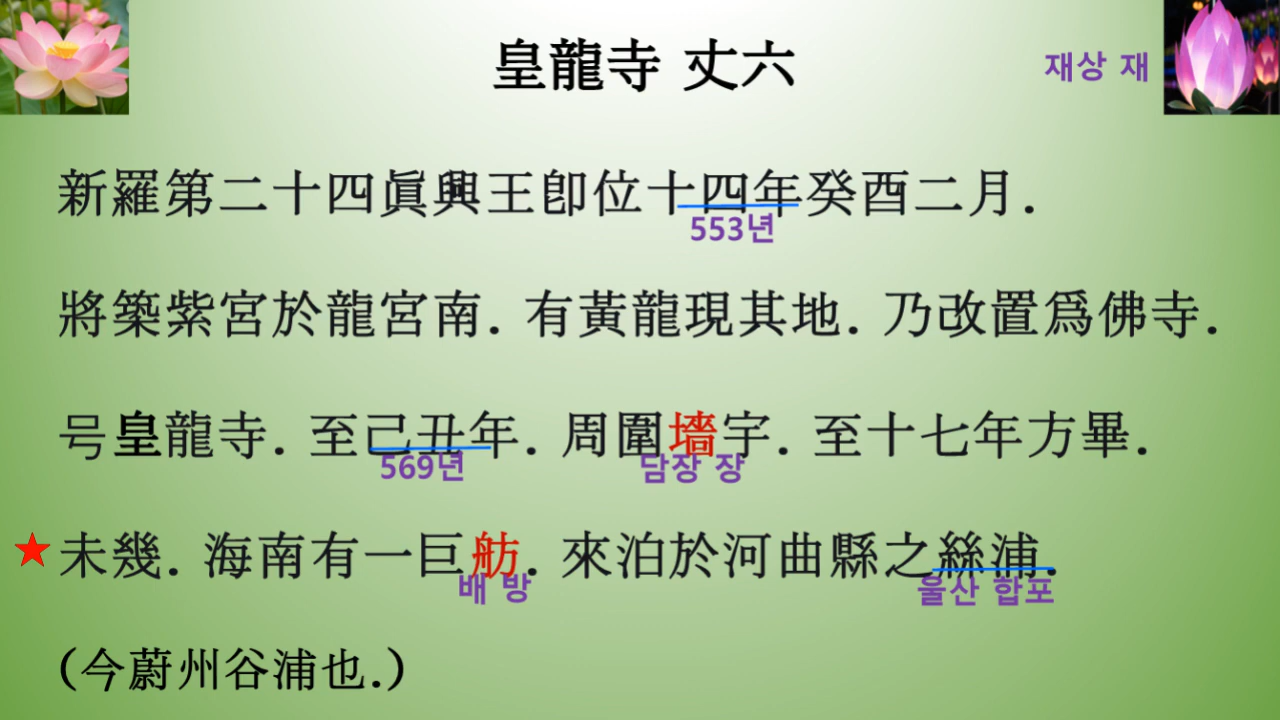 皇龍寺 丈六
재상 재
新羅第二十四眞興王卽位十四年癸酉二月.
553년
將築紫宮於龍宮南. 有黃龍現其地. 乃改置爲佛寺.
号皇龍寺. 至己丑年. 周圍墻宇. 至十七年方畢.
569년 담장 장
★未幾. 海南有一巨舫. 來泊於河曲縣之絲浦.
배 방 울산 합포
(今蔚州谷浦也.)